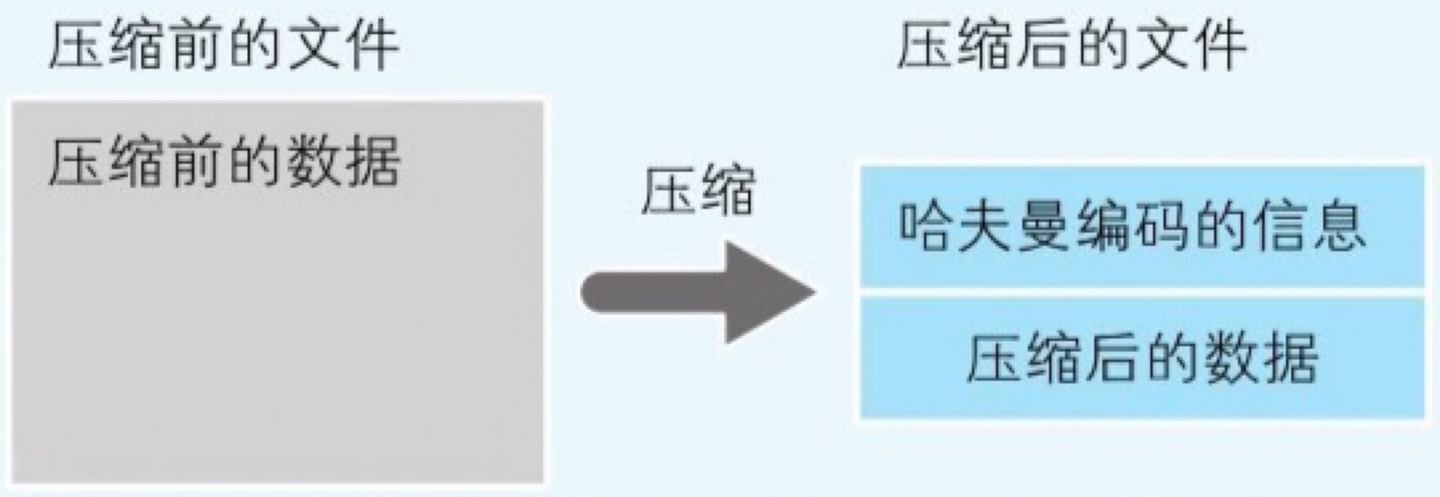 压缩前的文件
压缩前的数据
压缩
压缩后的文件
哈夫曼编码的信息
压缩后的数据